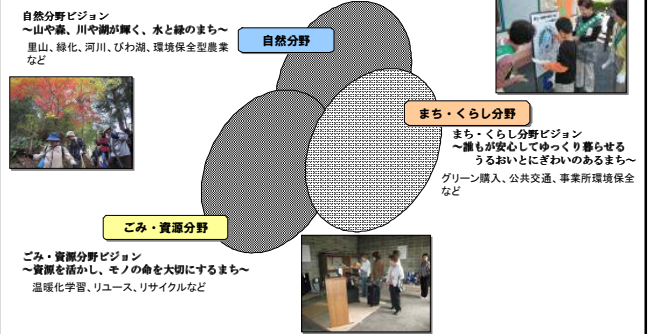 自然分野ビジョン
～山や森、川や湖が輝く、水と緑のまち～
里山、緑化、河川、びわ湖、環境保全型農業
など
自然分野
まち・くらし分野
まち・くらし分野ビジョン
～誰もが安心してゆっくり暮らせる
うるおいとにぎわいのあるまち～
グリーン購入、公共交通、事業所環境保全
など
ごみ・資源分野
ごみ・資源分野ビジョン
～資源を活かし、モノの命を大切にするまち～
温暖化学習、リユース、リサイクルなど